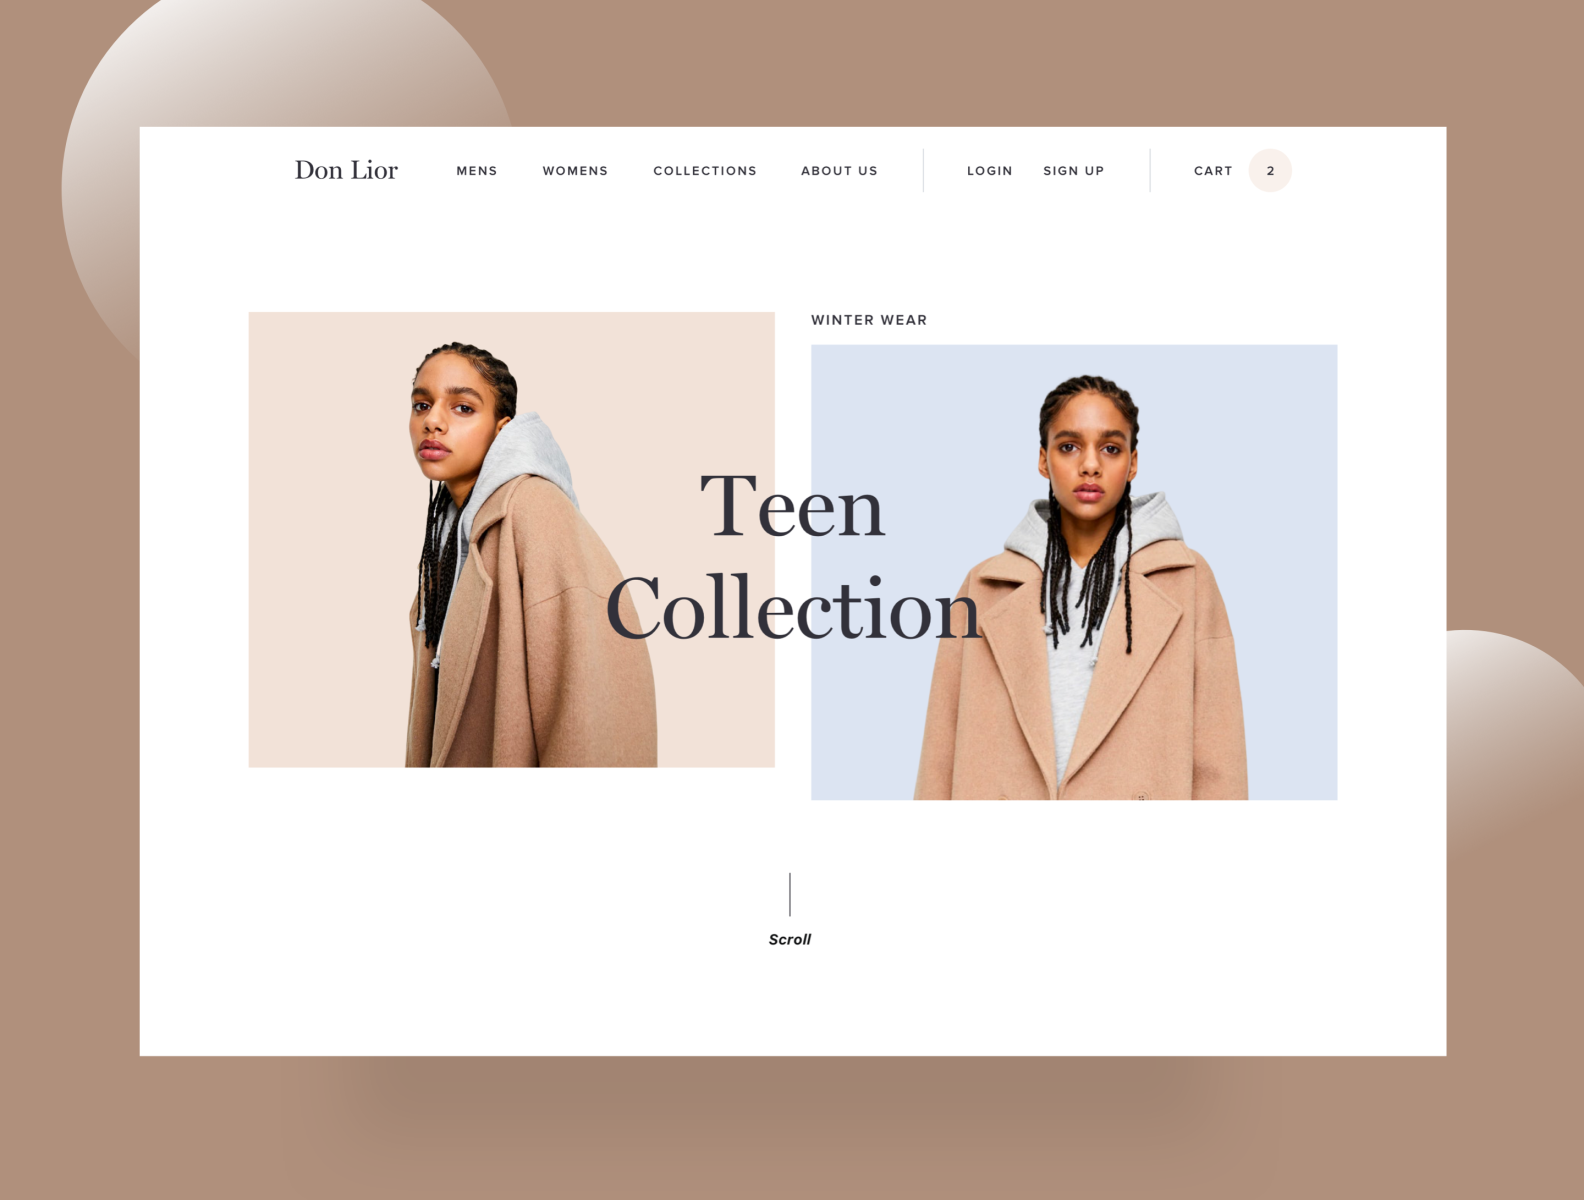 Don Lior MENS WOMENS COLLECTIONS ABOUT US LOGIN SIGN UP CART 2
WINTER WEAR
Teen
Collection
Scroll